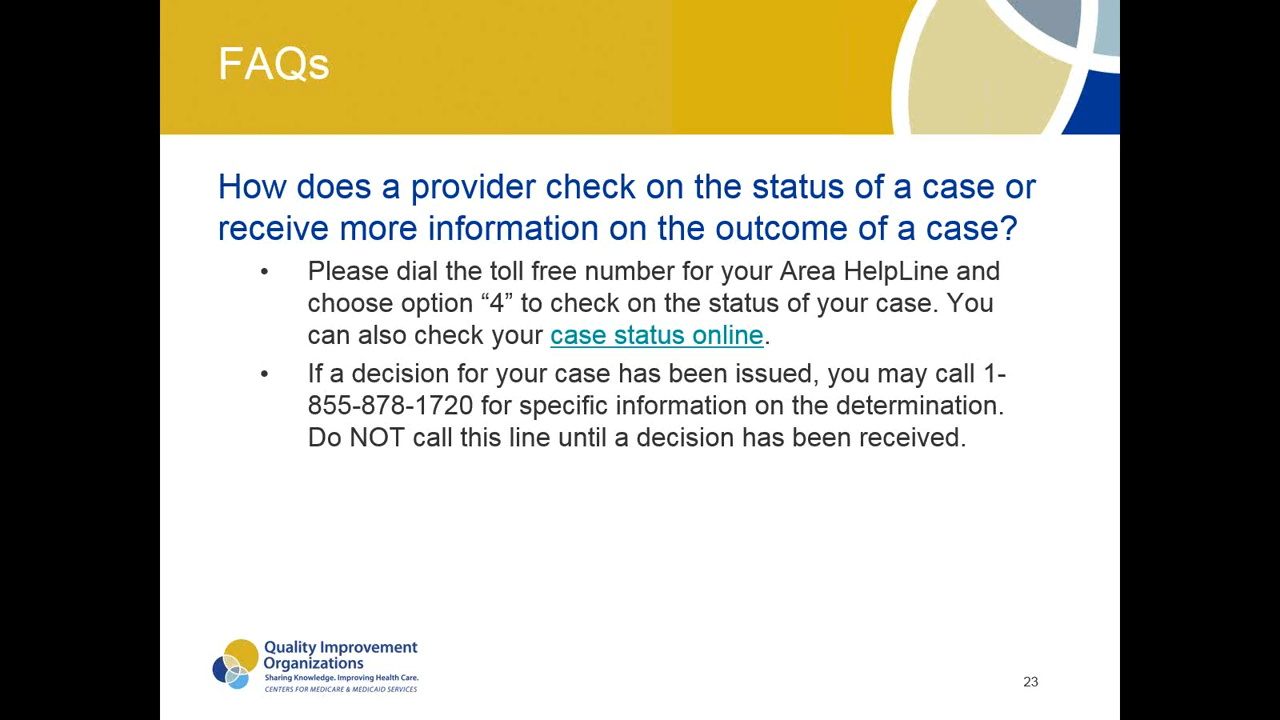 FAQs
How does a provider check on the status of a case or
receive more information on the outcome of a case?
• Please dial the toll free number for your Area HelpLine and
choose option “4” to check on the status of your case. You
can also check your case status online.
• If a decision for your case has been issued, you may call 1-
855-878-1720 for specific information on the determination.
Do NOT call this line until a decision has been received.
Quality Improvement
Organizations
Sharing Knowledge. Improving Health Care.
CENTERS FOR MEDICARE & MEDICAID SERVICES
23